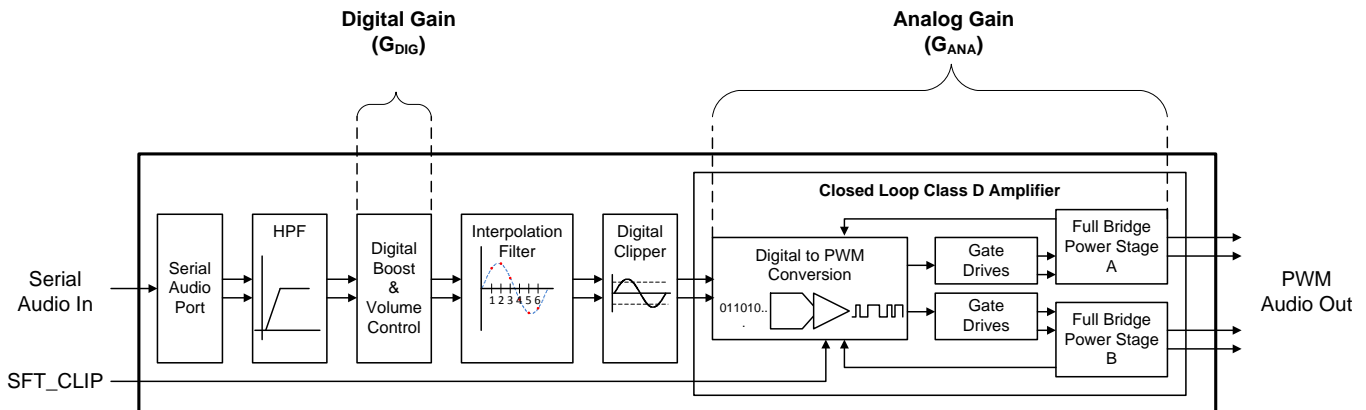 Digital Gain
(GDIG)
Analog Gain
(GANA)
Closed Loop Class D Amplifier
Serial
Audio In
Serial
Audio
Port
HPF
Digital
Boost
&
Volume
Control
Interpolation
Filter
1 2 3 4 5 6
Digital
Clipper
Digital to PWM
Conversion
011010..
.
Gate
Drives
Gate
Drives
Full Bridge
Power Stage
A
Full Bridge
Power Stage
B
PWM
Audio Out
SFT_CLIP